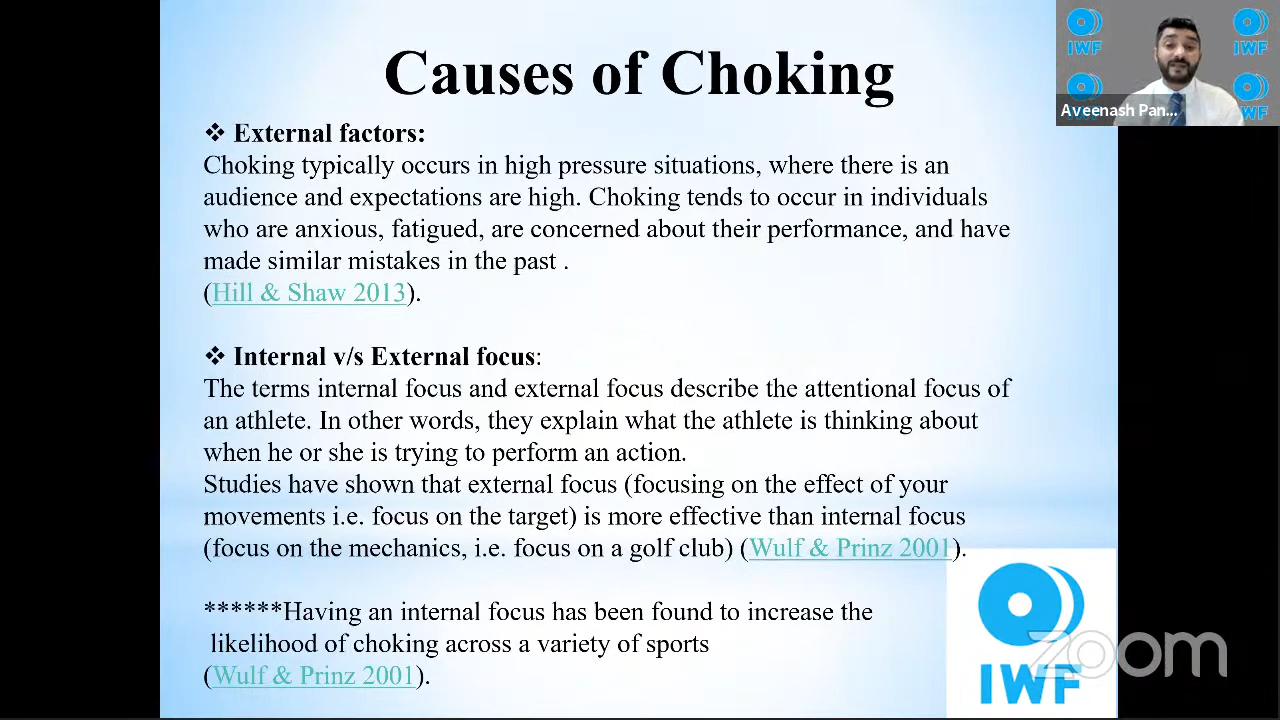 Causes of Choking
❖ External factors:
Choking typically occurs in high pressure situations, where there is an
audience and expectations are high. Choking tends to occur in individuals
who are anxious, fatigued, are concerned about their performance, and have
made similar mistakes in the past .
(Hill & Shaw 2013).
❖ Internal v/s External focus:
The terms internal focus and external focus describe the attentional focus of
an athlete. In other words, they explain what the athlete is thinking about
when he or she is trying to perform an action.
Studies have shown that external focus (focusing on the effect of your
movements i.e. focus on the target) is more effective than internal focus
(focus on the mechanics, i.e. focus on a golf club) (Wulf & Prinz 2001).
******Having an internal focus has been found to increase the
likelihood of choking across a variety of sports
(Wulf & Prinz 2001).
IWF
zoom
IWF
IWF
Aveenash Pan...
WF